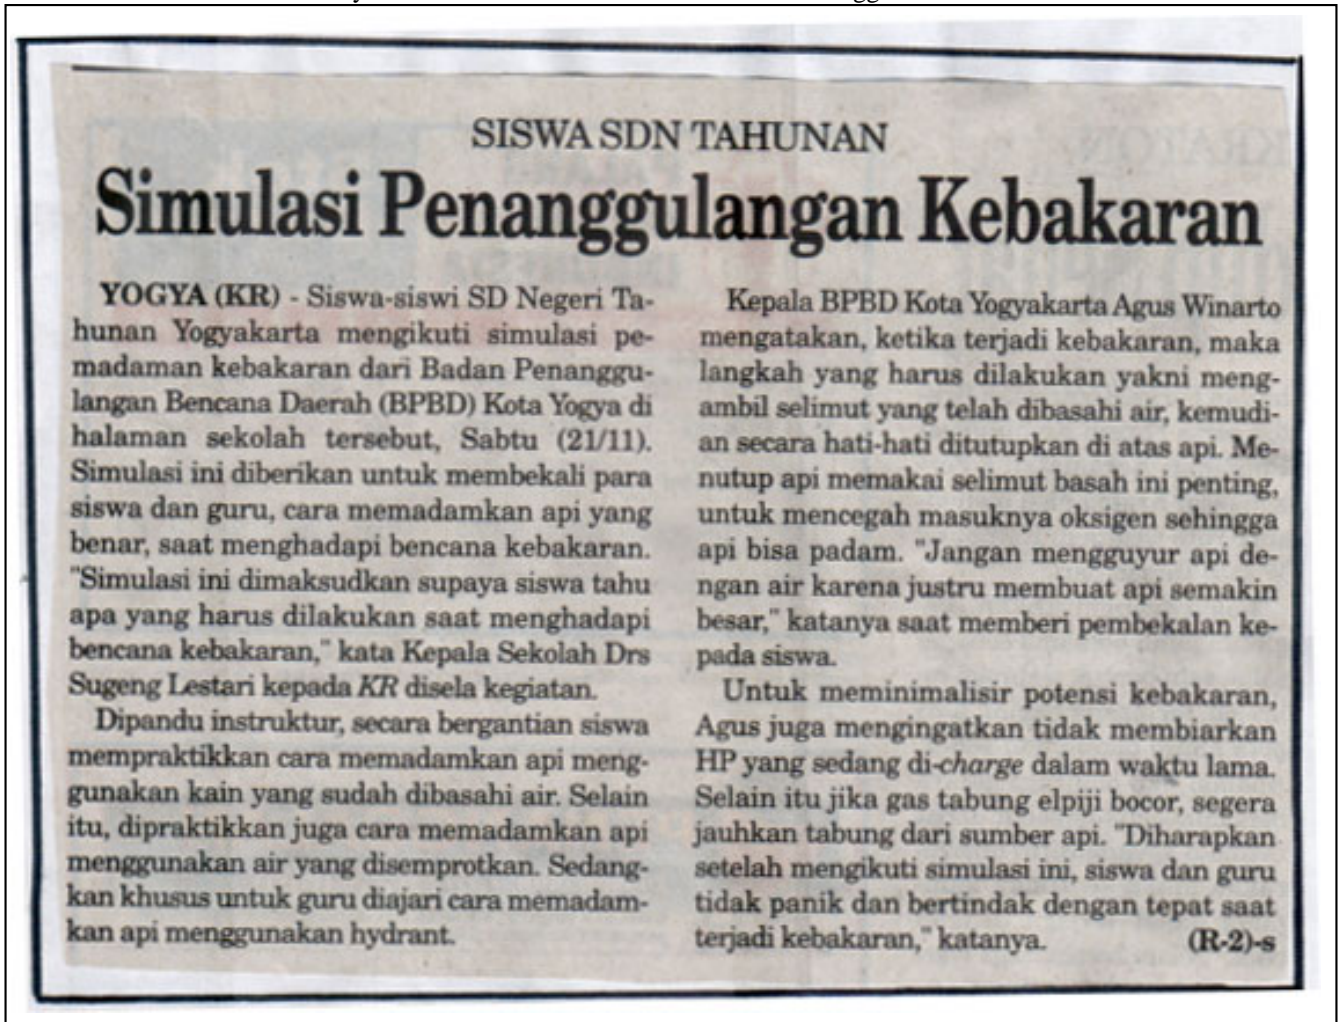 SISWA SDN TAHUNAN
Simulasi Penanggulangan Kebakaran
YOGYA (KR) - Siswa-siswi SD Negeri Ta-
hunan Yogyakarta mengikuti simulasi pe-
madaman kebakaran dari Badan Penanggu-
langan Bencana Daerah (BPBD) Kota Yogya di
halaman sekolah tersebut, Sabtu (21/11).
Simulasi ini diberikan untuk membekali para
siswa dan guru, cara memadamkan api yang
benar, saat menghadapi bencana kebakaran.
"Simulasi ini dimaksudkan supaya siswa tahu
apa yang harus dilakukan saat menghadapi
bencana kebakaran," kata Kepala Sekolah Drs
Sugeng Lestari kepada KR disela kegiatan.
Dipandu instruktur, secara bergantian siswa
mempraktikkan cara memadamkan api meng-
gunakan kain yang sudah dibasahi air. Selain
itu, dipraktikkan juga cara memadamkan api
menggunakan air yang disemprotkan. Sedang-
kan khusus untuk guru diajari cara memadam-
kan api menggunakan hydrant.
Kepala BPBD Kota Yogyakarta Agus Winarto
mengatakan, ketika terjadi kebakaran, maka
langkah yang harus dilakukan yakni meng-
ambil selimut yang telah dibasahi air, kemudi-
an secara hati-hati ditutupkan di atas api. Me-
nutup api memakai selimut basah ini penting,
untuk mencegah masuknya oksigen sehingga
api bisa padam. "Jangan mengguyur api de-
ngan air karena justru membuat api semakin
besar," katanya saat memberi pembekalan ke-
pada siswa.
Untuk meminimalisir potensi kebakaran,
Agus juga mengingatkan tidak membiarkan
HP yang sedang di-charge dalam waktu lama.
Selain itu jika gas tabung elpiji bocor, segera
jauhkan tabung dari sumber api. "Diharapkan
setelah mengikuti simulasi ini, siswa dan guru
tidak panik dan bertindak dengan tepat saat
terjadi kebakaran," katanya. (R-2)-s